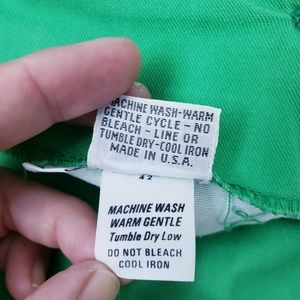 MACHINE WASH-WARM
GENTLE CYCLE - NO
BLEACH - LINE OR
TUMBLE DRY-COOL IRON
MADE IN U.S.A.
42
MACHINE WASH
WARM GENTLE
Tumble Dry Low
DO NOT BLEACH
COOL IRON